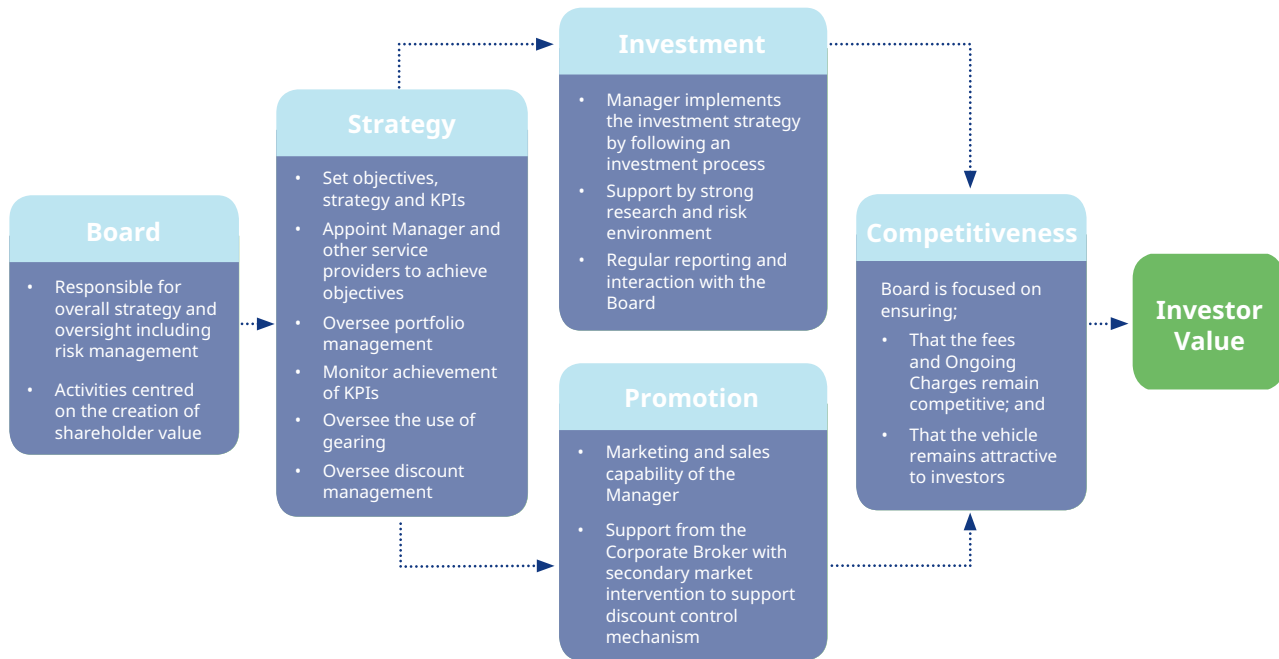 Board
• Responsible for
overall strategy and
oversight including
risk management
• Activities centred
on the creation of
shareholder value
Strategy
• Set objectives,
strategy and KPIs
• Appoint Manager and
other service
providers to achieve
objectives
• Oversee portfolio
management
• Monitor achievement
of KPIs
• Oversee the use of
gearing
• Oversee discount
management
Investment
• Manager implements
the investment strategy
by following an
investment process
• Support by strong
research and risk
environment
• Regular reporting and
interaction with the
Board
Promotion
• Marketing and sales
capability of the
Manager
• Support from the
Corporate Broker with
secondary market
intervention to support
discount control
mechanism
Competitiveness
Board is focused on
ensuring;
• That the fees
and Ongoing
Charges remain
competitive; and
• That the vehicle
remains attractive
to investors
Investor
Value